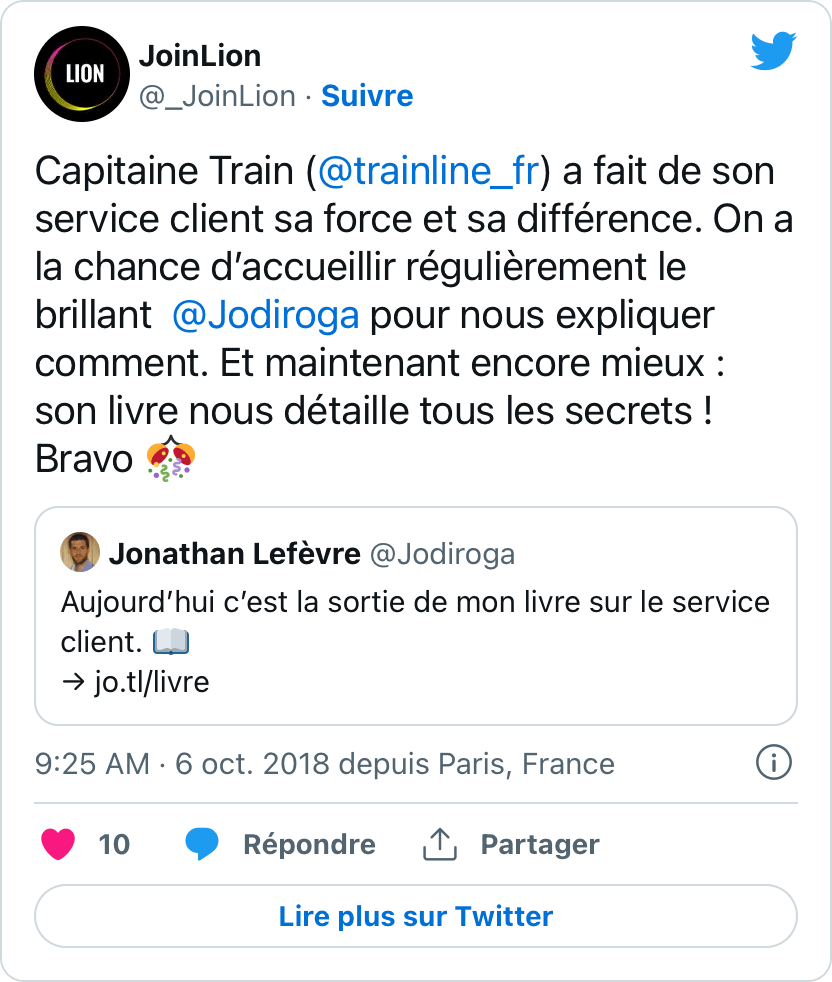 LION
JoinLion
@_JoinLion · Suivre
Capitaine Train (@trainline_fr) a fait de son
service client sa force et sa différence. On a
la chance d’accueillir régulièrement le
brillant  @Jodiroga pour nous expliquer
comment. Et maintenant encore mieux :
son livre nous détaille tous les secrets !
Bravo 🎊
Jonathan Lefèvre @Jodiroga
Aujourd’hui c’est la sortie de mon livre sur le service
client. 📖
→ jo.tl/livre
9:25 AM · 6 oct. 2018 depuis Paris, France
10 Répondre Partager
Lire plus sur Twitter